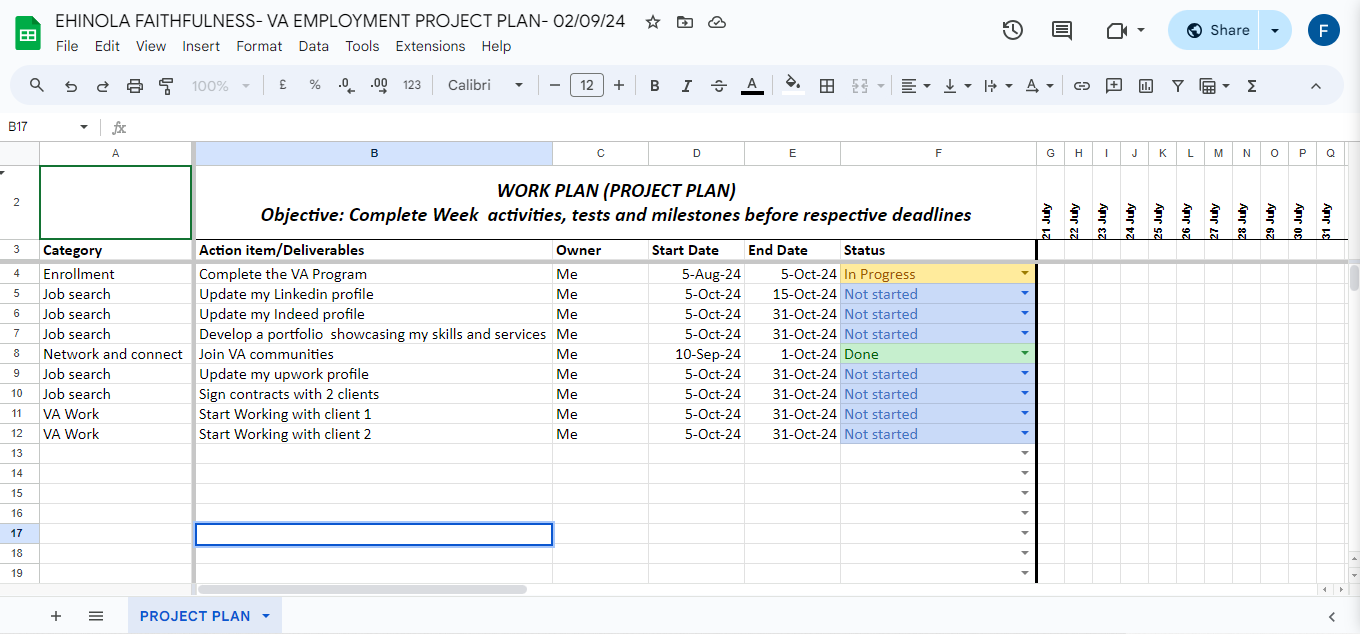 EHINOLA FAITHFULNESS- VA EMPLOYMENT PROJECT PLAN- 02/09/24
File Edit View Insert Format Data Tools Extensions Help
Share
F
100% £ % .0 .00 123 Calibri 12 B I A
B17 fx
A B C D E F G H I J K L M N O P Q
2 WORK PLAN (PROJECT PLAN)
Objective: Complete Week activities, tests and milestones before respective deadlines
21 July 22 July 23 July 24 July 25 July 26 July 27 July 28 July 29 July 30 July 31 July
3 Category Action item/Deliverables Owner Start Date End Date Status
4 Enrollment Complete the VA Program Me 5-Aug-24 5-Oct-24 In Progress
5 Job search Update my Linkedin profile Me 5-Oct-24 15-Oct-24 Not started
6 Job search Update my Indeed profile Me 5-Oct-24 31-Oct-24 Not started
7 Job search Develop a portfolio showcasing my skills and services Me 5-Oct-24 31-Oct-24 Not started
8 Network and connect Join VA communities Me 10-Sep-24 1-Oct-24 Done
9 Job search Update my upwork profile Me 5-Oct-24 31-Oct-24 Not started
10 Job search Sign contracts with 2 clients Me 5-Oct-24 31-Oct-24 Not started
11 VA Work Start Working with client 1 Me 5-Oct-24 31-Oct-24 Not started
12 VA Work Start Working with client 2 Me 5-Oct-24 31-Oct-24 Not started
13
14
15
16
17
18
19
PROJECT PLAN